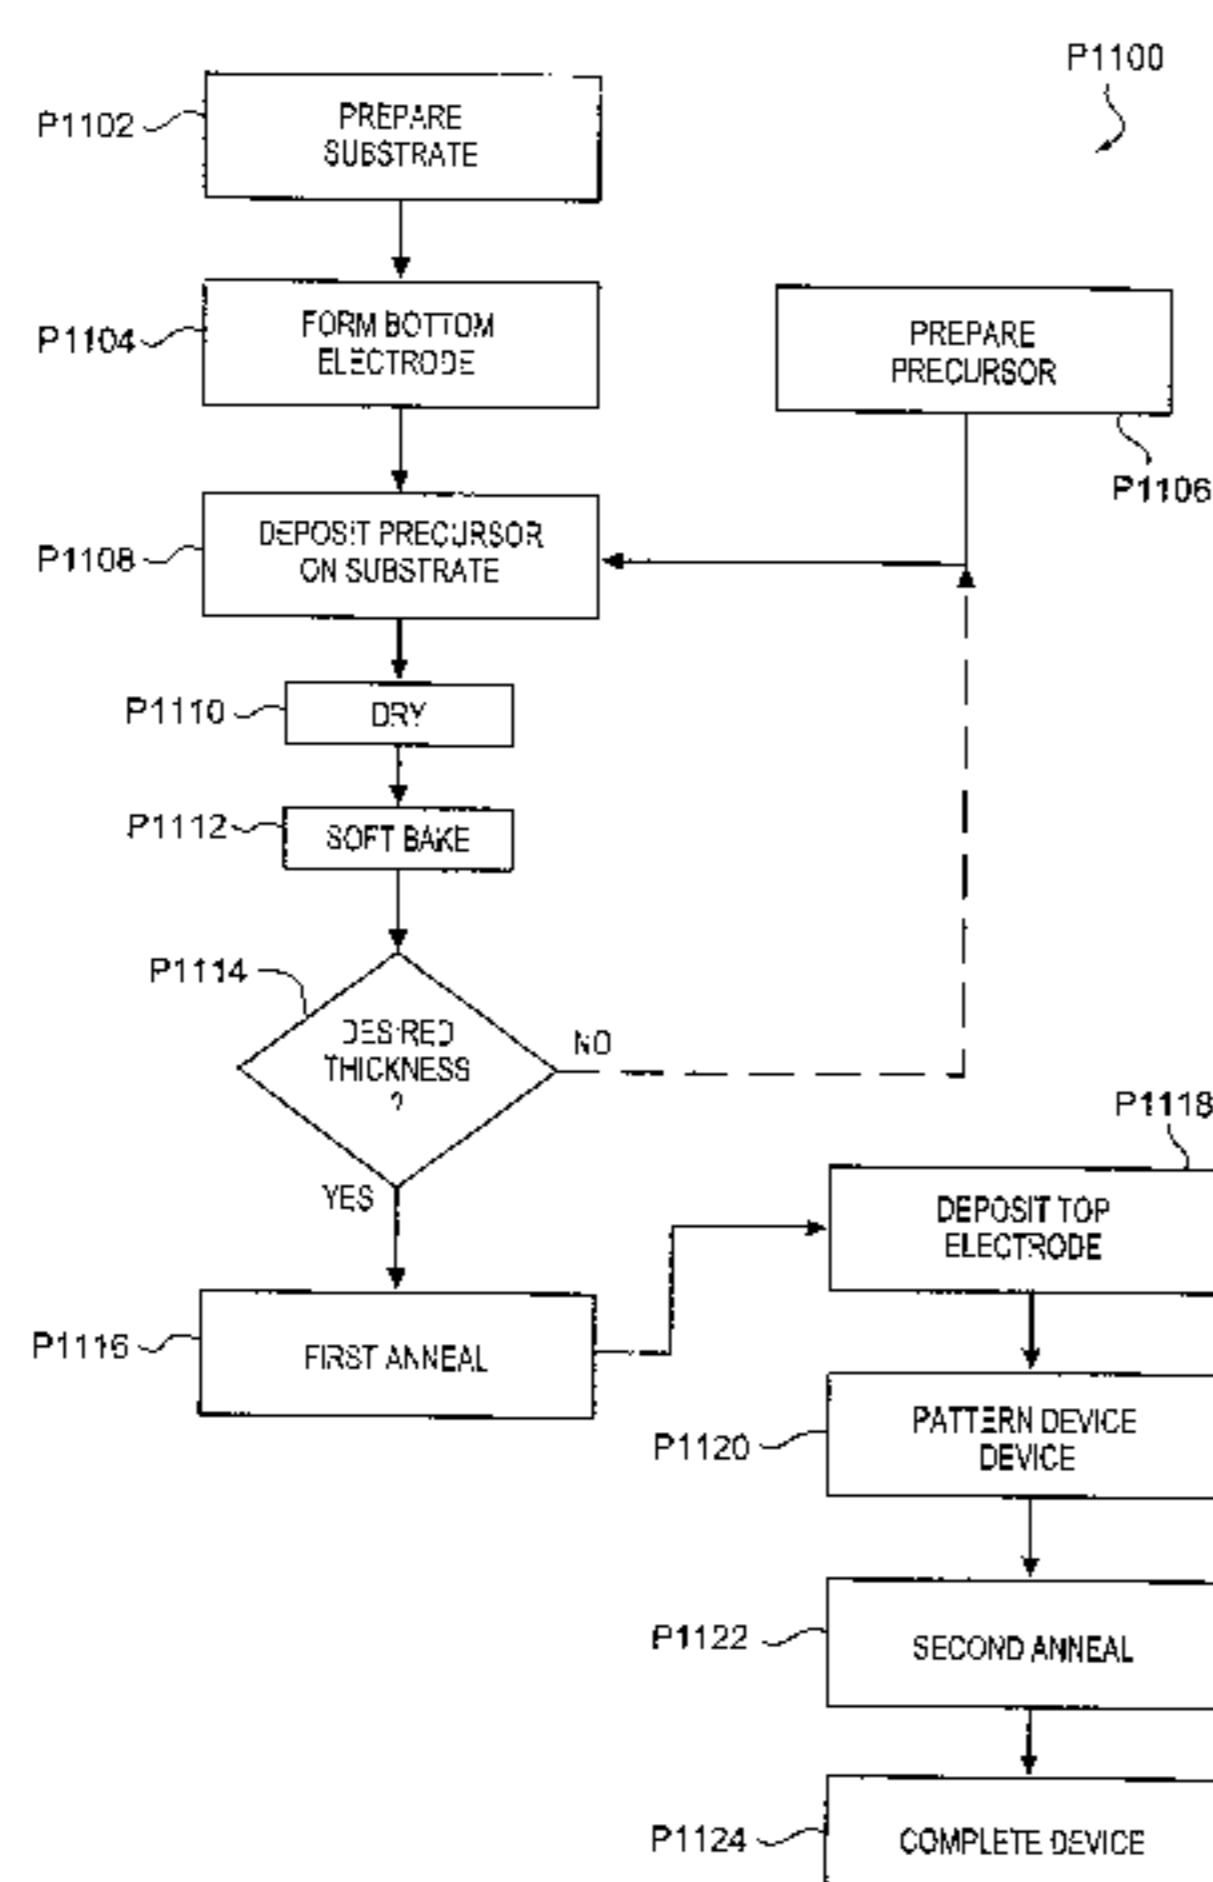 P1100
P1102
PREPARE
SUBSTRATE
P1104
FORM BOTTOM
ELECTRODE
PREPARE
PRECURSOR
P1106
P1108
DEPOSIT PRECURSOR
ON SUBSTRATE
P1110
DRY
P1112
SOFT BAKE
P1114
DESIRED
THICKNESS
?
NO
YES
P1116
FIRST ANNEAL
P1118
DEPOSIT TOP
ELECTRODE
P1120
PATTERN DEVICE
DEVICE
P1122
SECOND ANNEAL
P1124
COMPLETE DEVICE